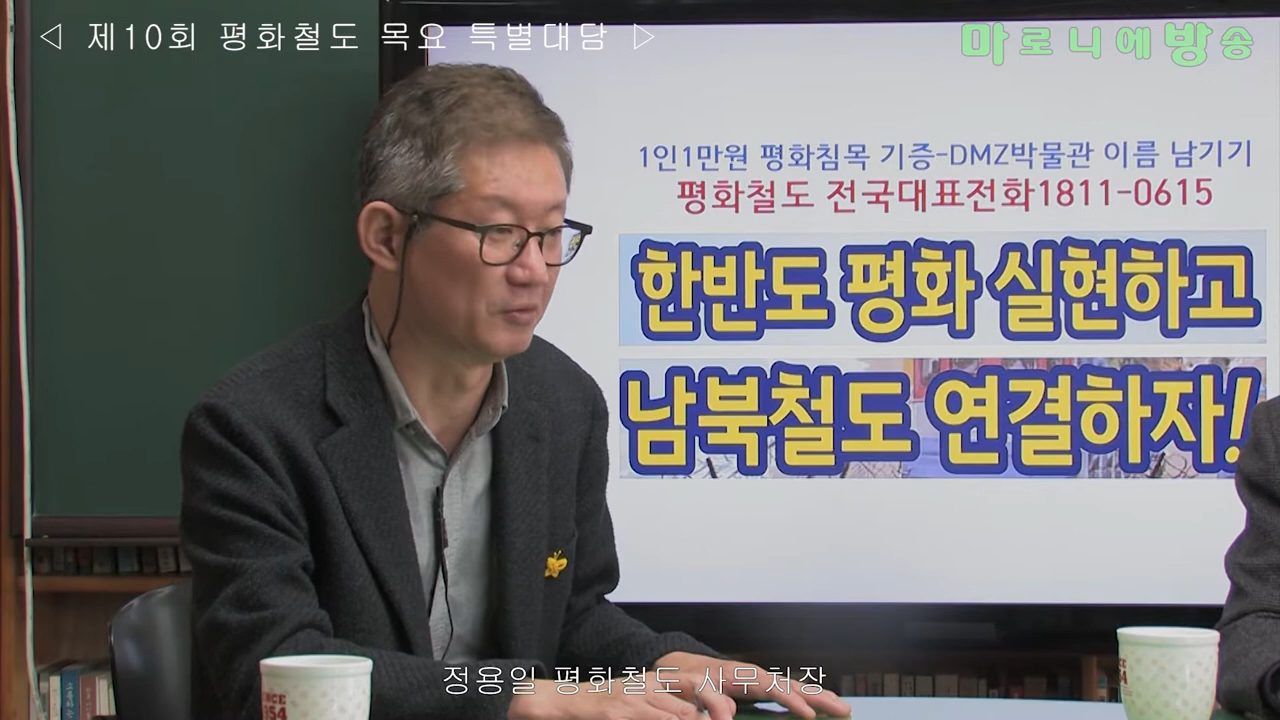 ◁ 제10회 평화철도 목요 특별대담 ▷
마로니에방송
1인1만원 평화침목 기증-DMZ박물관 이름 남기기
평화철도 전국대표전화1811-0615
한반도 평화 실현하고
남북철도 연결하자!
정용일 평화철도 사무처장